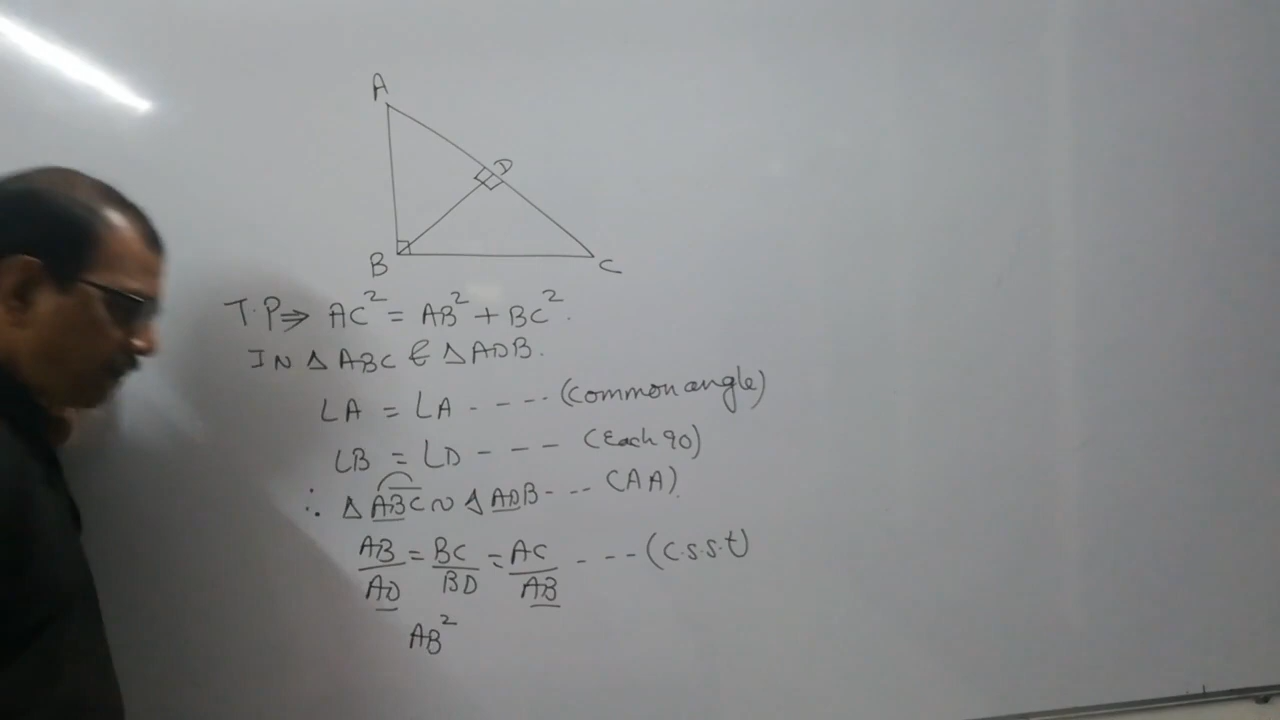 A
D
B
C
T.P⇒ AC² = AB² + BC².
IN △ ABC & △ ADB.
∠A = ∠A - - - - (Common angle)
∠B = ∠D - - - (Each 90)
∴ △ ABC ~ △ ADB - - - (AA).
AB/AD = BC/BD = AC/AB - - - (C.S.S.t)
AB²